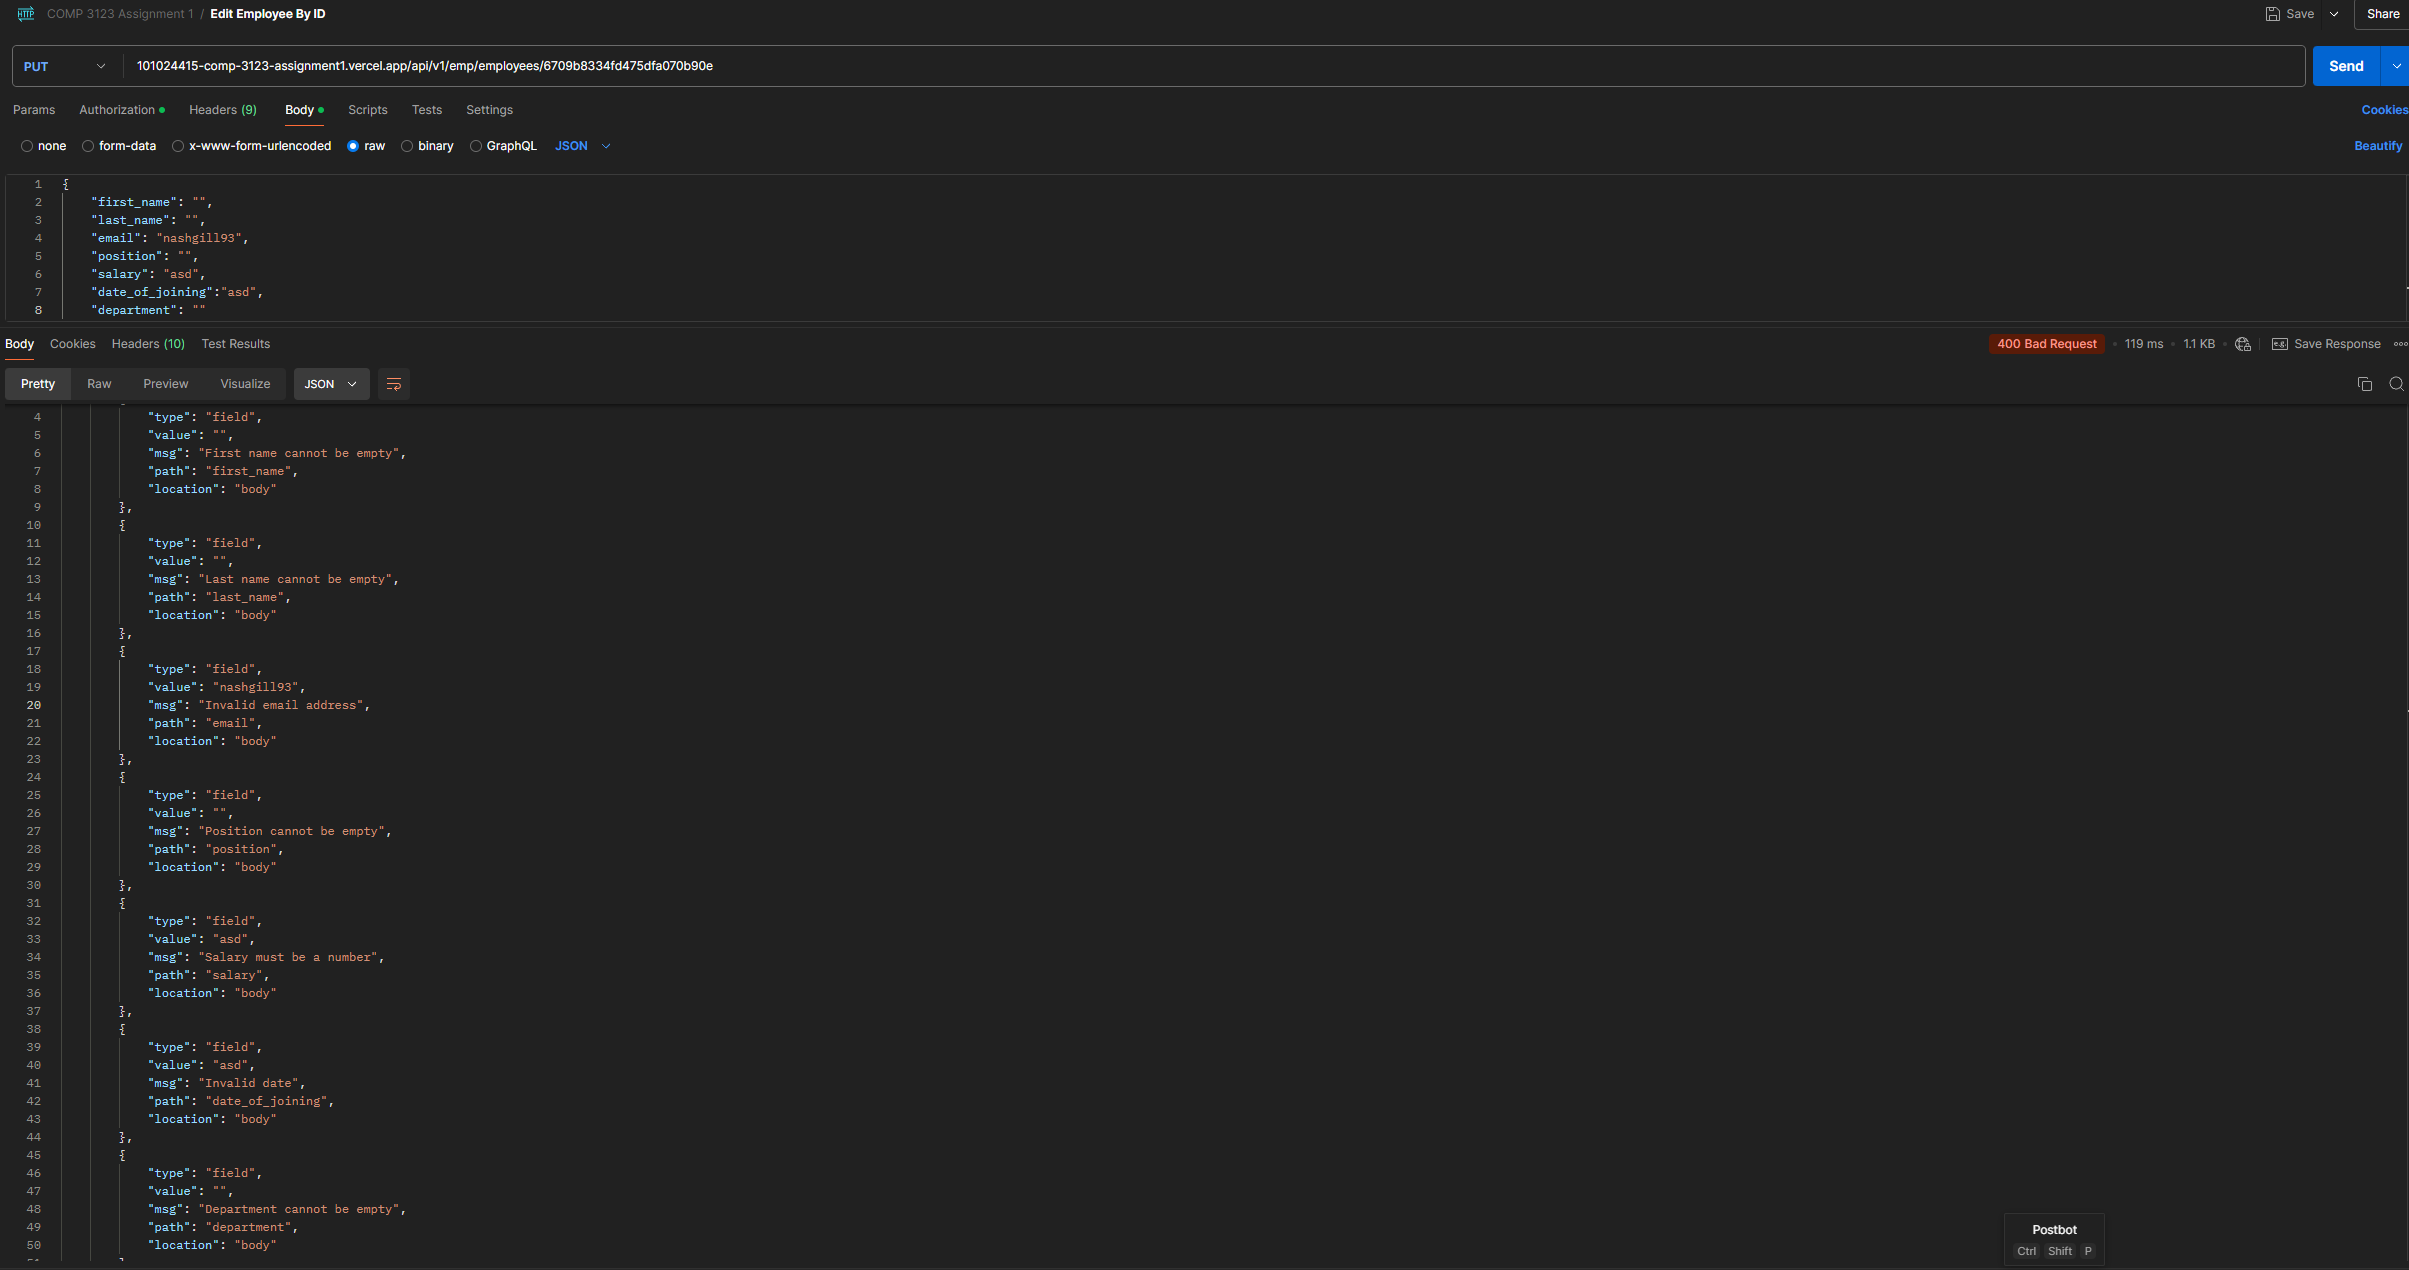 COMP 3123 Assignment 1 / Edit Employee By ID
Save
Share
PUT
101024415-comp-3123-assignment1.vercel.app/api/v1/emp/employees/6709b8334fd475dfa070b90e
Send
Params Authorization Headers (9) Body Scripts Tests Settings
Cookies
none form-data x-www-form-urlencoded raw binary GraphQL JSON
Beautify
1 {
2 "first_name": "",
3 "last_name": "",
4 "email": "nashgill93",
5 "position": "",
6 "salary": "asd",
7 "date_of_joining":"asd",
8 "department": ""
Body Cookies Headers (10) Test Results
400 Bad Request 119 ms 1.1 KB e.g. Save Response
Pretty Raw Preview Visualize JSON
4 "type": "field",
5 "value": "",
6 "msg": "First name cannot be empty",
7 "path": "first_name",
8 "location": "body"
9 },
10 {
11 "type": "field",
12 "value": "",
13 "msg": "Last name cannot be empty",
14 "path": "last_name",
15 "location": "body"
16 },
17 {
18 "type": "field",
19 "value": "nashgill93",
20 "msg": "Invalid email address",
21 "path": "email",
22 "location": "body"
23 },
24 {
25 "type": "field",
26 "value": "",
27 "msg": "Position cannot be empty",
28 "path": "position",
29 "location": "body"
30 },
31 {
32 "type": "field",
33 "value": "asd",
34 "msg": "Salary must be a number",
35 "path": "salary",
36 "location": "body"
37 },
38 {
39 "type": "field",
40 "value": "asd",
41 "msg": "Invalid date",
42 "path": "date_of_joining",
43 "location": "body"
44 },
45 {
46 "type": "field",
47 "value": "",
48 "msg": "Department cannot be empty",
49 "path": "department",
50 "location": "body"
Postbot
Ctrl Shift P